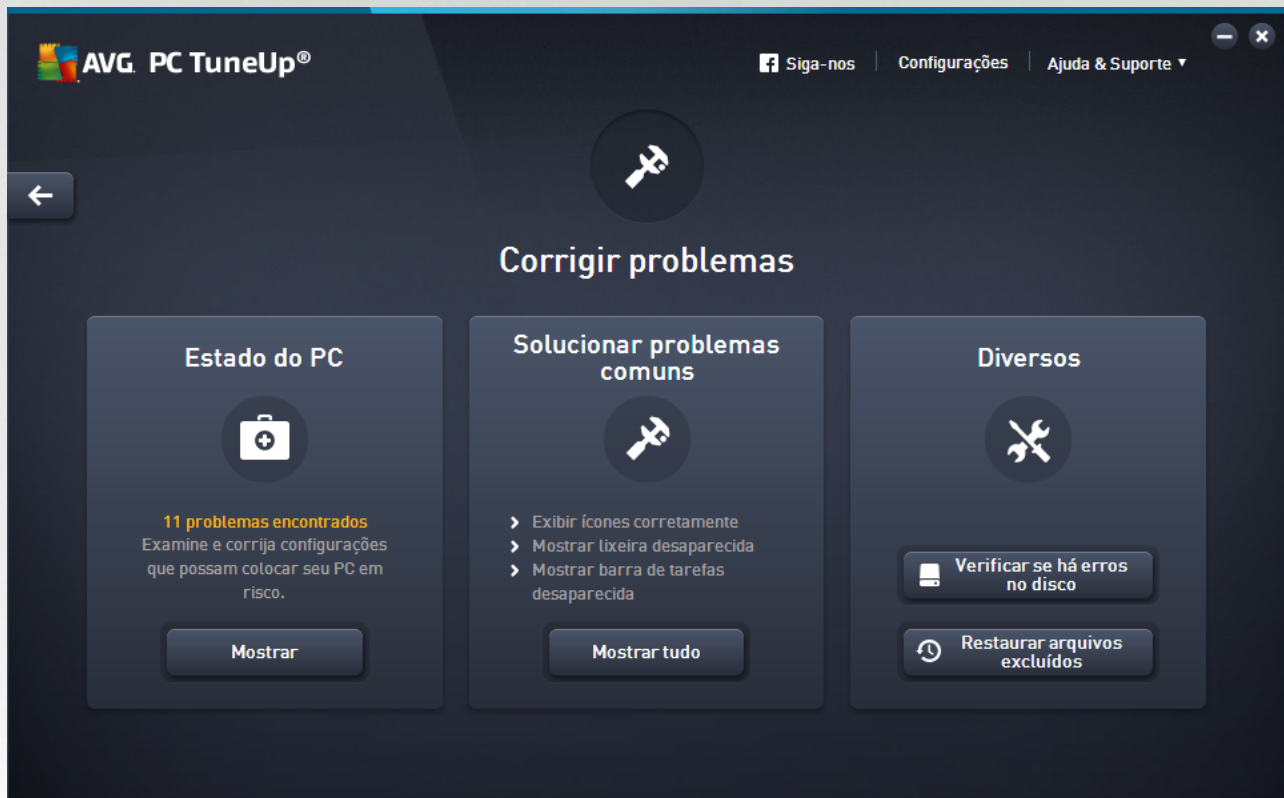 AVG. PC TuneUp®
Siga-nos
Configurações
Ajuda & Suporte
Corrigir problemas
Estado do PC
11 problemas encontrados
Examine e corrija configurações
que possam colocar seu PC em
risco.
Mostrar
Solucionar problemas
comuns
Exibir ícones corretamente
Mostrar lixeira desaparecida
Mostrar barra de tarefas
desaparecida
Mostrar tudo
Diversos
Verificar se há erros
no disco
Restaurar arquivos
excluídos